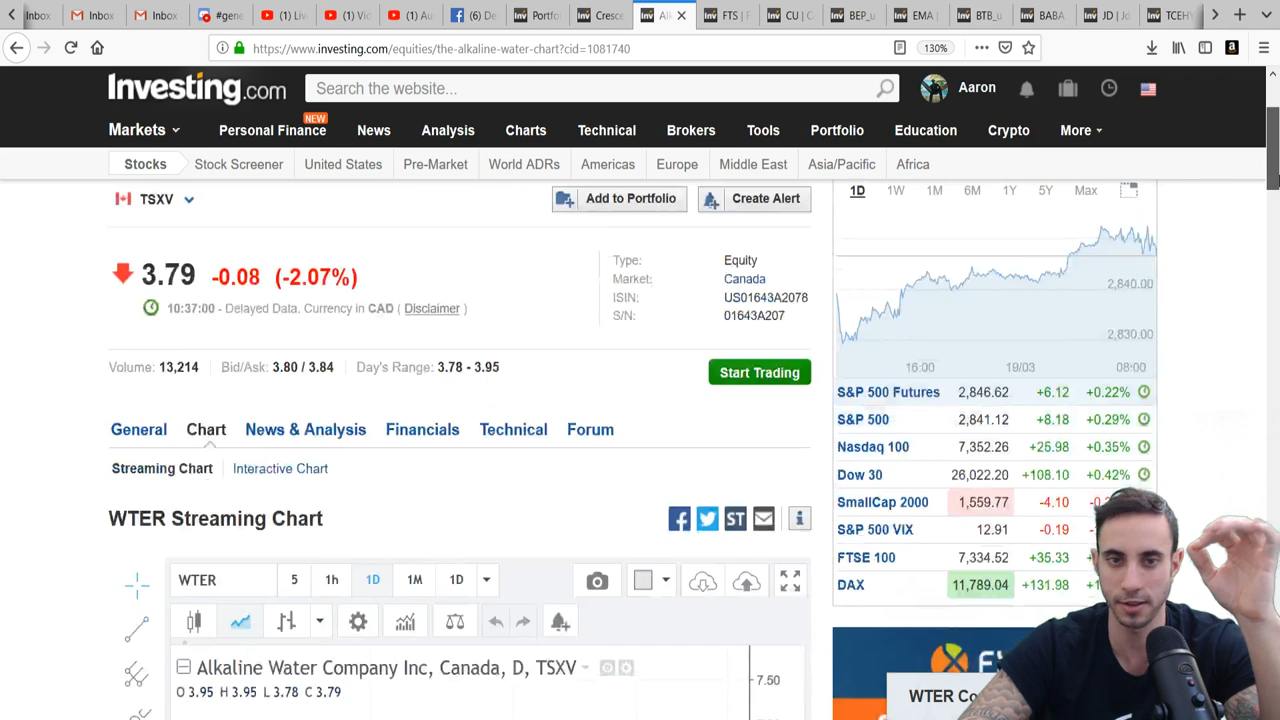 Inbox
Inbox
Inbox
#gene
(1) Live
(2) Vid
(1) Au
(6) De
Portfo
Cresce
Alk
FTS | F
CU | C
BEP_u
EMA |
BTB_u
BABA
JD | Jd
TCEHY
https://www.investing.com/equities/the-alkaline-water-chart?cid=1081740
130%
Investing.com
Search the website...
Aaron
NEW
Markets
Personal Finance
News
Analysis
Charts
Technical
Brokers
Tools
Portfolio
Education
Crypto
More
Stocks
Stock Screener
United States
Pre-Market
World ADRs
Americas
Europe
Middle East
Asia/Pacific
Africa
TSXV
Add to Portfolio
Create Alert
3.79 -0.08 (-2.07%)
10:37:00 - Delayed Data. Currency in CAD ( Disclaimer )
Type: Equity
Market: Canada
ISIN: US01643A2078
S/N: 01643A207
Volume: 13,214 Bid/Ask: 3.80 / 3.84 Day's Range: 3.78 - 3.95
Start Trading
General Chart News & Analysis Financials Technical Forum
Streaming Chart Interactive Chart
WTER Streaming Chart
ST
WTER 5 1h 1D 1M 1D
Alkaline Water Company Inc, Canada, D, TSXV
O 3.95 H 3.95 L 3.78 C 3.79
7.50
1D 1W 1M 6M 1Y 5Y Max
2,840.00
2,830.00
16:00 19/03 08:00
S&P 500 Futures 2,846.62 +6.12 +0.22%
S&P 500 2,841.12 +8.18 +0.29%
Nasdaq 100 7,352.26 +25.98 +0.35%
Dow 30 26,022.20 +108.10 +0.42%
SmallCap 2000 1,559.77 -4.10
S&P 500 VIX 12.91 -0.19
FTSE 100 7,334.52 +35.33
DAX 11,789.04 +131.98
WTER Co